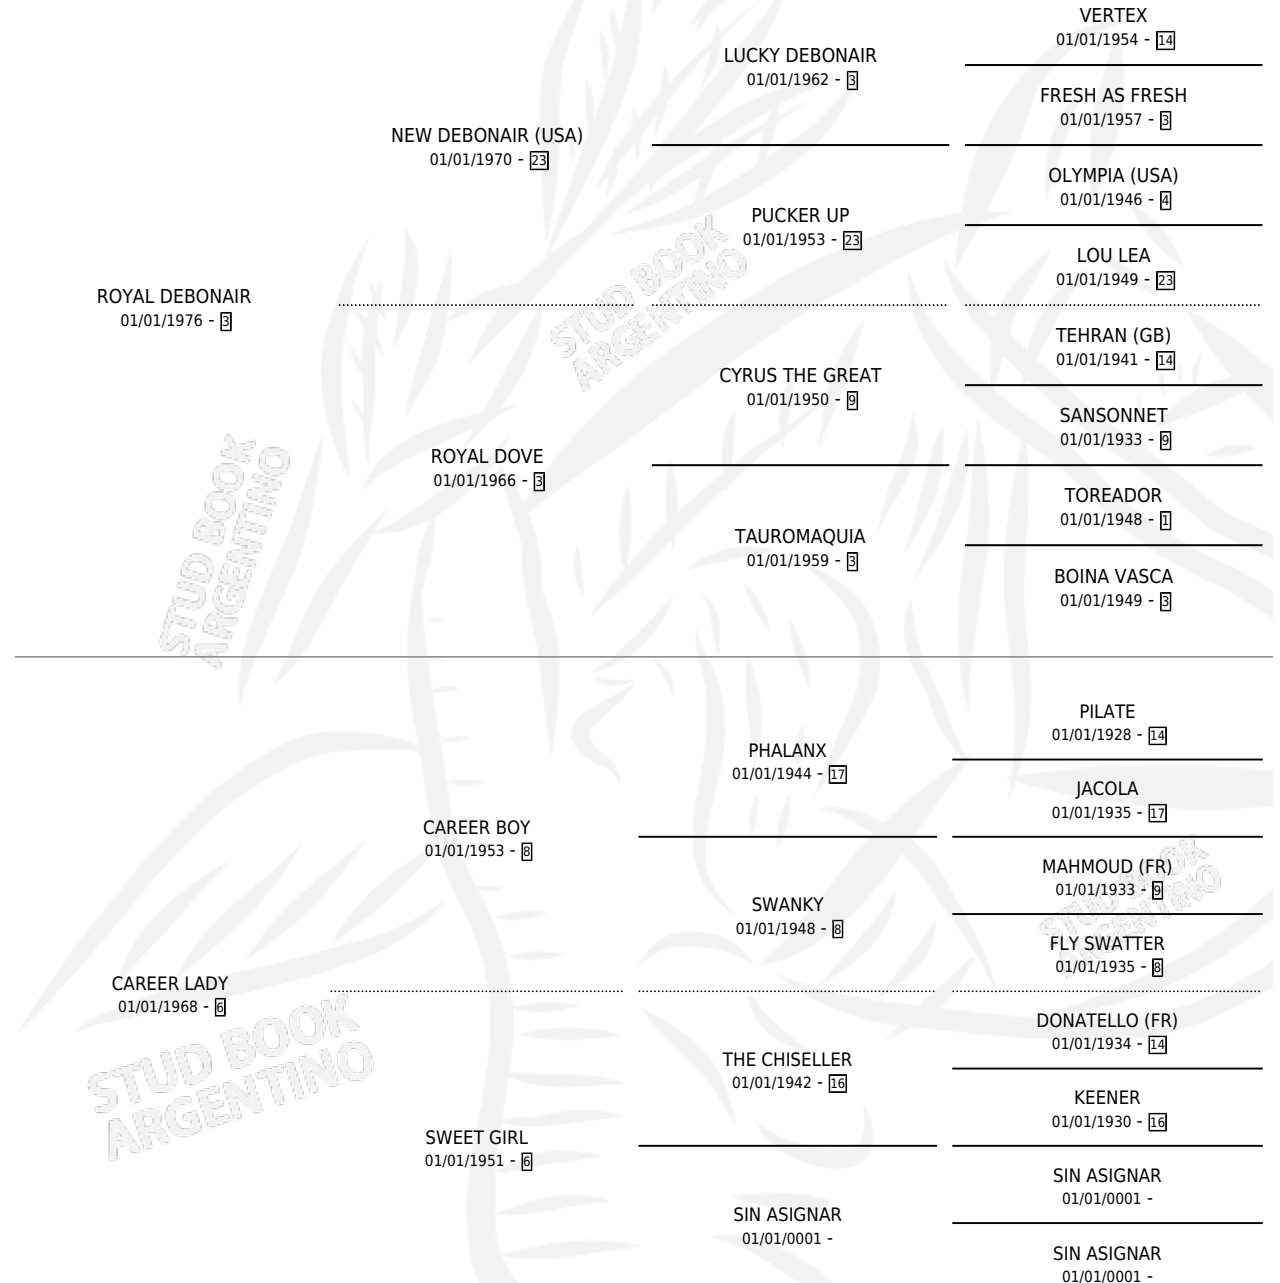 VERTEX
01/01/1954 - 14
LUCKY DEBONAIR
01/01/1962 - 3
FRESH AS FRESH
01/01/1957 - 3
NEW DEBONAIR (USA)
01/01/1970 - 23
OLYMPIA (USA)
01/01/1946 - 4
PUCKER UP
01/01/1953 - 23
LOU LEA
01/01/1949 - 23
ROYAL DEBONAIR
01/01/1976 - 3
STUD BOOK
ARGENTINO
TEHRAN (GB)
01/01/1941 - 14
CYRUS THE GREAT
01/01/1950 - 9
SANSONNET
01/01/1933 - 9
ROYAL DOVE
01/01/1966 - 3
TOREADOR
01/01/1948 - 1
TAUROMAQUIA
01/01/1959 - 3
BOINA VASCA
01/01/1949 - 3
STUD BOOK
ARGENTINO
PILATE
01/01/1928 - 14
PHALANX
01/01/1944 - 17
JACOLA
01/01/1935 - 17
CAREER BOY
01/01/1953 - 8
MAHMOUD (FR)
01/01/1933 - 9
SWANKY
01/01/1948 - 8
STUD BOOK
ARGENTINO
FLY SWATTER
01/01/1935 - 8
CAREER LADY
01/01/1968 - 6
DONATELLO (FR)
01/01/1934 - 14
THE CHISELLER
01/01/1942 - 16
KEENER
01/01/1930 - 16
STUD BOOK
ARGENTINO
SWEET GIRL
01/01/1951 - 6
SIN ASIGNAR
01/01/0001 -
SIN ASIGNAR
01/01/0001 -
SIN ASIGNAR
01/01/0001 -